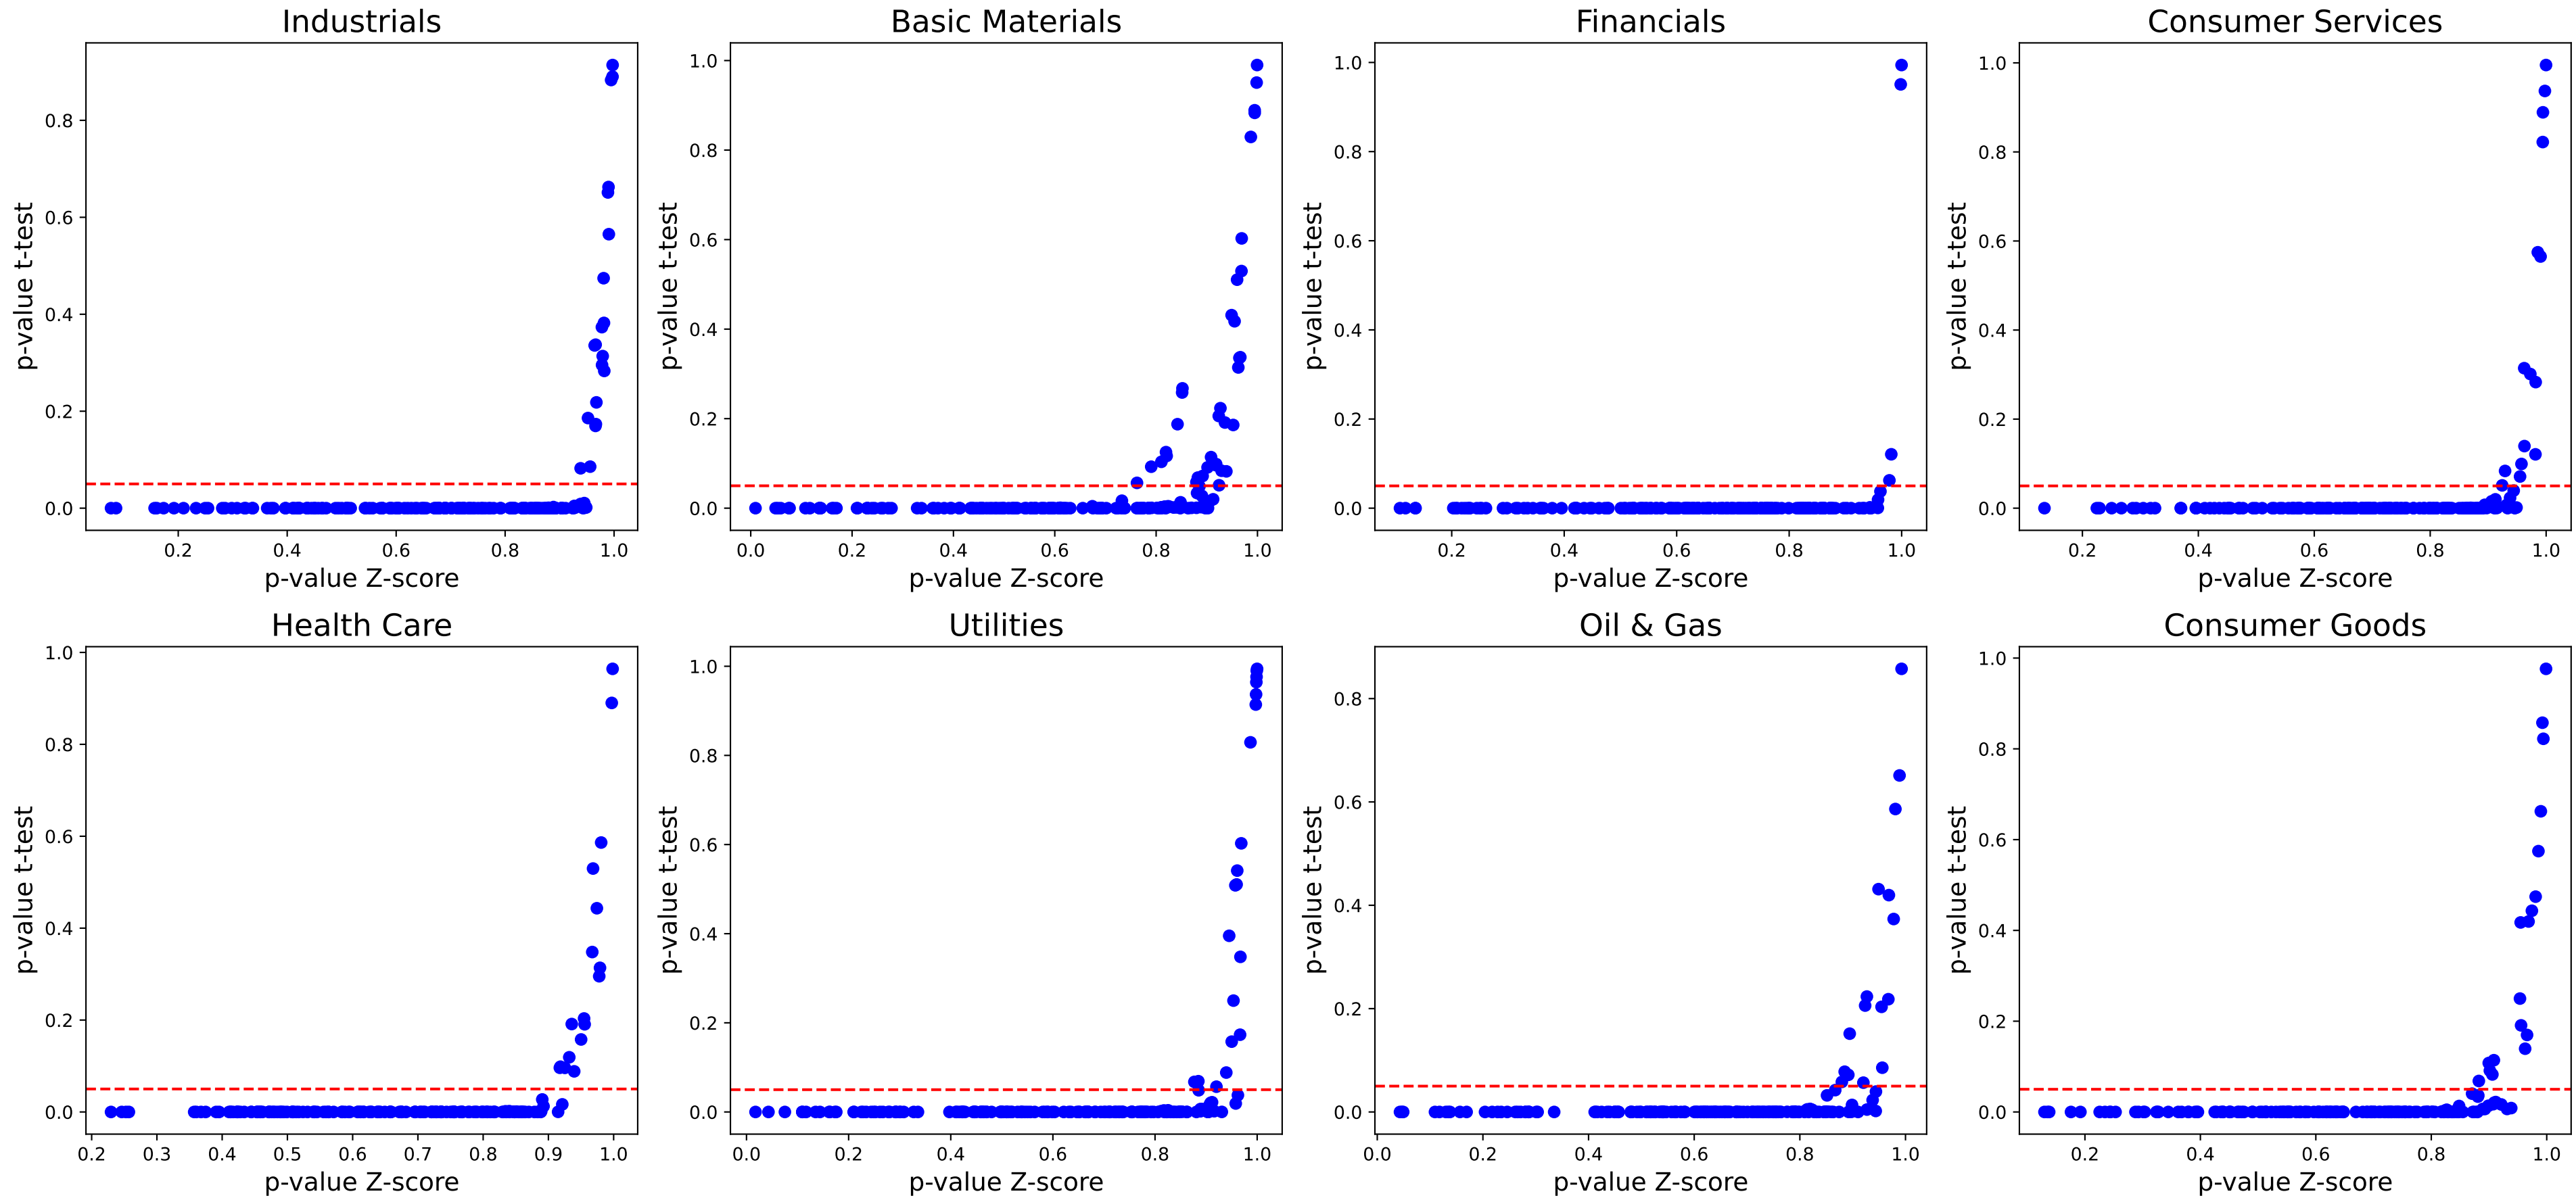 Industrials
p-value t-test
0.8
0.6
0.4
0.2
0.0
0.2 0.4 0.6 0.8 1.0
p-value Z-score
Basic Materials
p-value t-test
1.0
0.8
0.6
0.4
0.2
0.0
0.0 0.2 0.4 0.6 0.8 1.0
p-value Z-score
Financials
p-value t-test
1.0
0.8
0.6
0.4
0.2
0.0
0.2 0.4 0.6 0.8 1.0
p-value Z-score
Consumer Services
p-value t-test
1.0
0.8
0.6
0.4
0.2
0.0
0.2 0.4 0.6 0.8 1.0
p-value Z-score
Health Care
p-value t-test
1.0
0.8
0.6
0.4
0.2
0.0
0.2 0.3 0.4 0.5 0.6 0.7 0.8 0.9 1.0
p-value Z-score
Utilities
p-value t-test
1.0
0.8
0.6
0.4
0.2
0.0
0.0 0.2 0.4 0.6 0.8 1.0
p-value Z-score
Oil & Gas
p-value t-test
0.8
0.6
0.4
0.2
0.0
0.0 0.2 0.4 0.6 0.8 1.0
p-value Z-score
Consumer Goods
p-value t-test
1.0
0.8
0.6
0.4
0.2
0.0
0.2 0.4 0.6 0.8 1.0
p-value Z-score